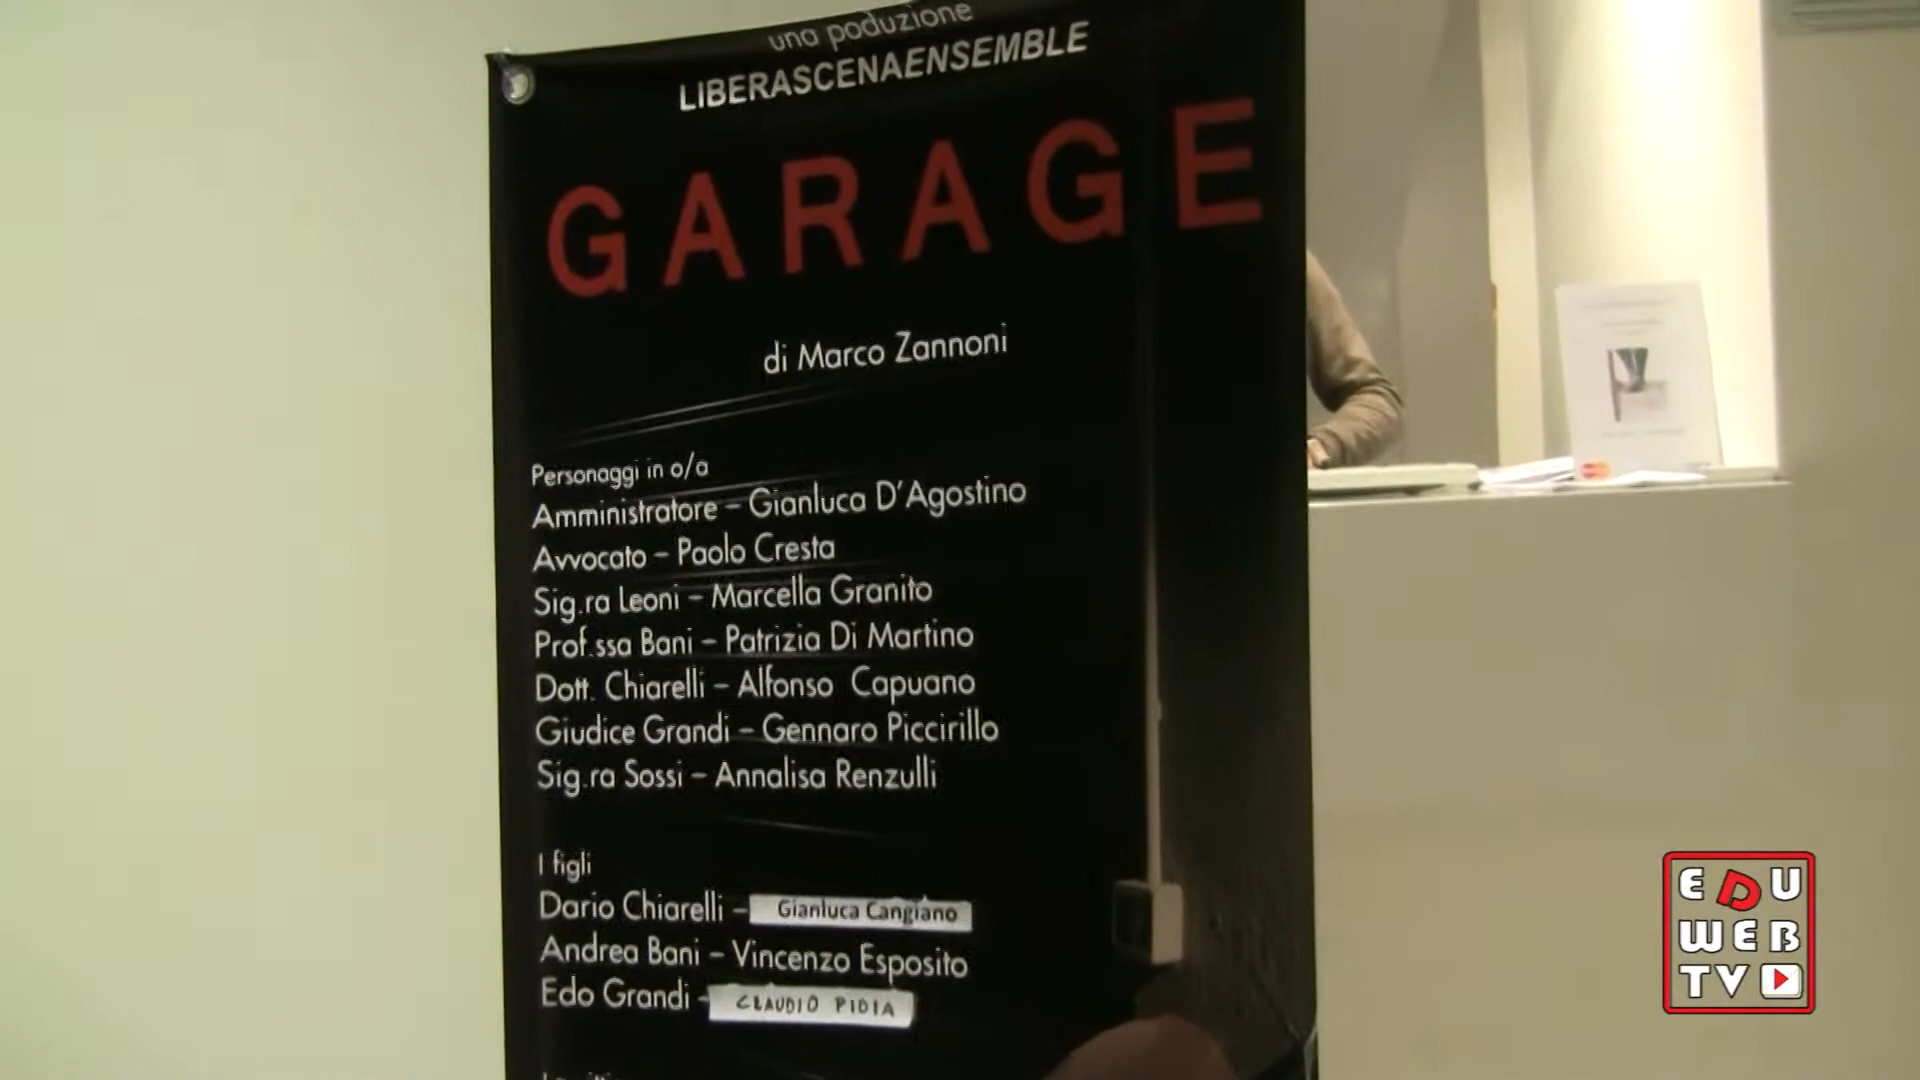 una poduzione
LIBERASCENAENSEMBLE
GARAGE
di Marco Zannoni
Personaggi in o/a
Amministratore – Gianluca D'Agostino
Avvocato – Paolo Cresta
Sig.ra Leoni – Marcella Granito
Prof.ssa Bani – Patrizia Di Martino
Dott. Chiarelli – Alfonso Capuano
Giudice Grandi – Gennaro Piccirillo
Sig.ra Sossi – Annalisa Renzulli
I figli
Dario Chiarelli – Gianluca Cangiano
Andrea Bani – Vincenzo Esposito
Edo Grandi - CLAUDIO PIDIA
EDU
WEB
TV